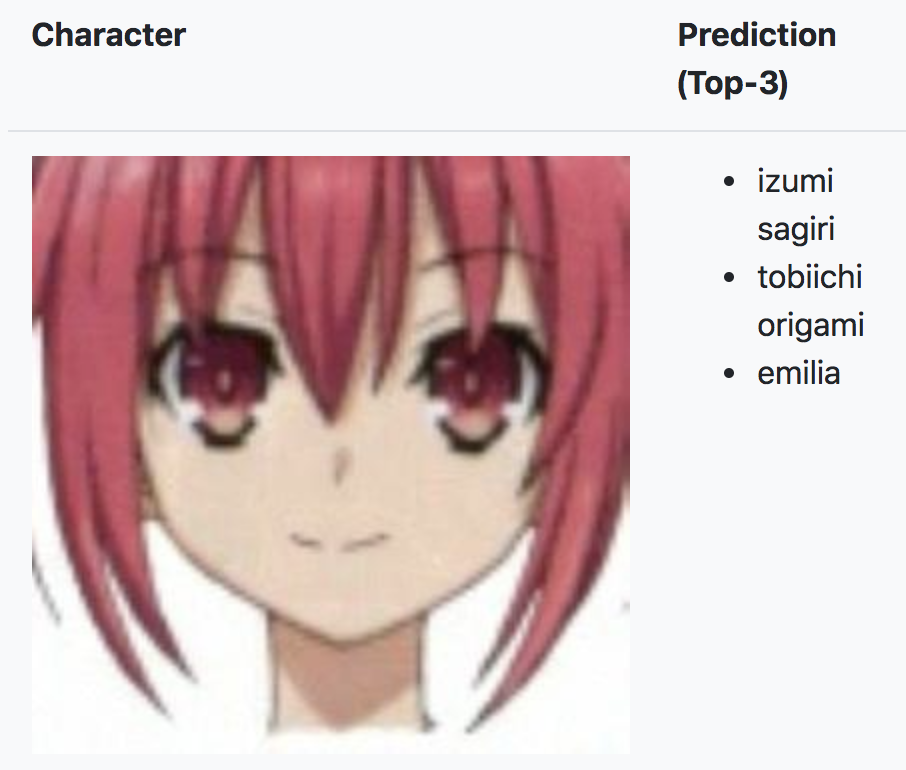 Character
Prediction
(Top-3)
izumi
sagiri
tobiichi
origami
emilia